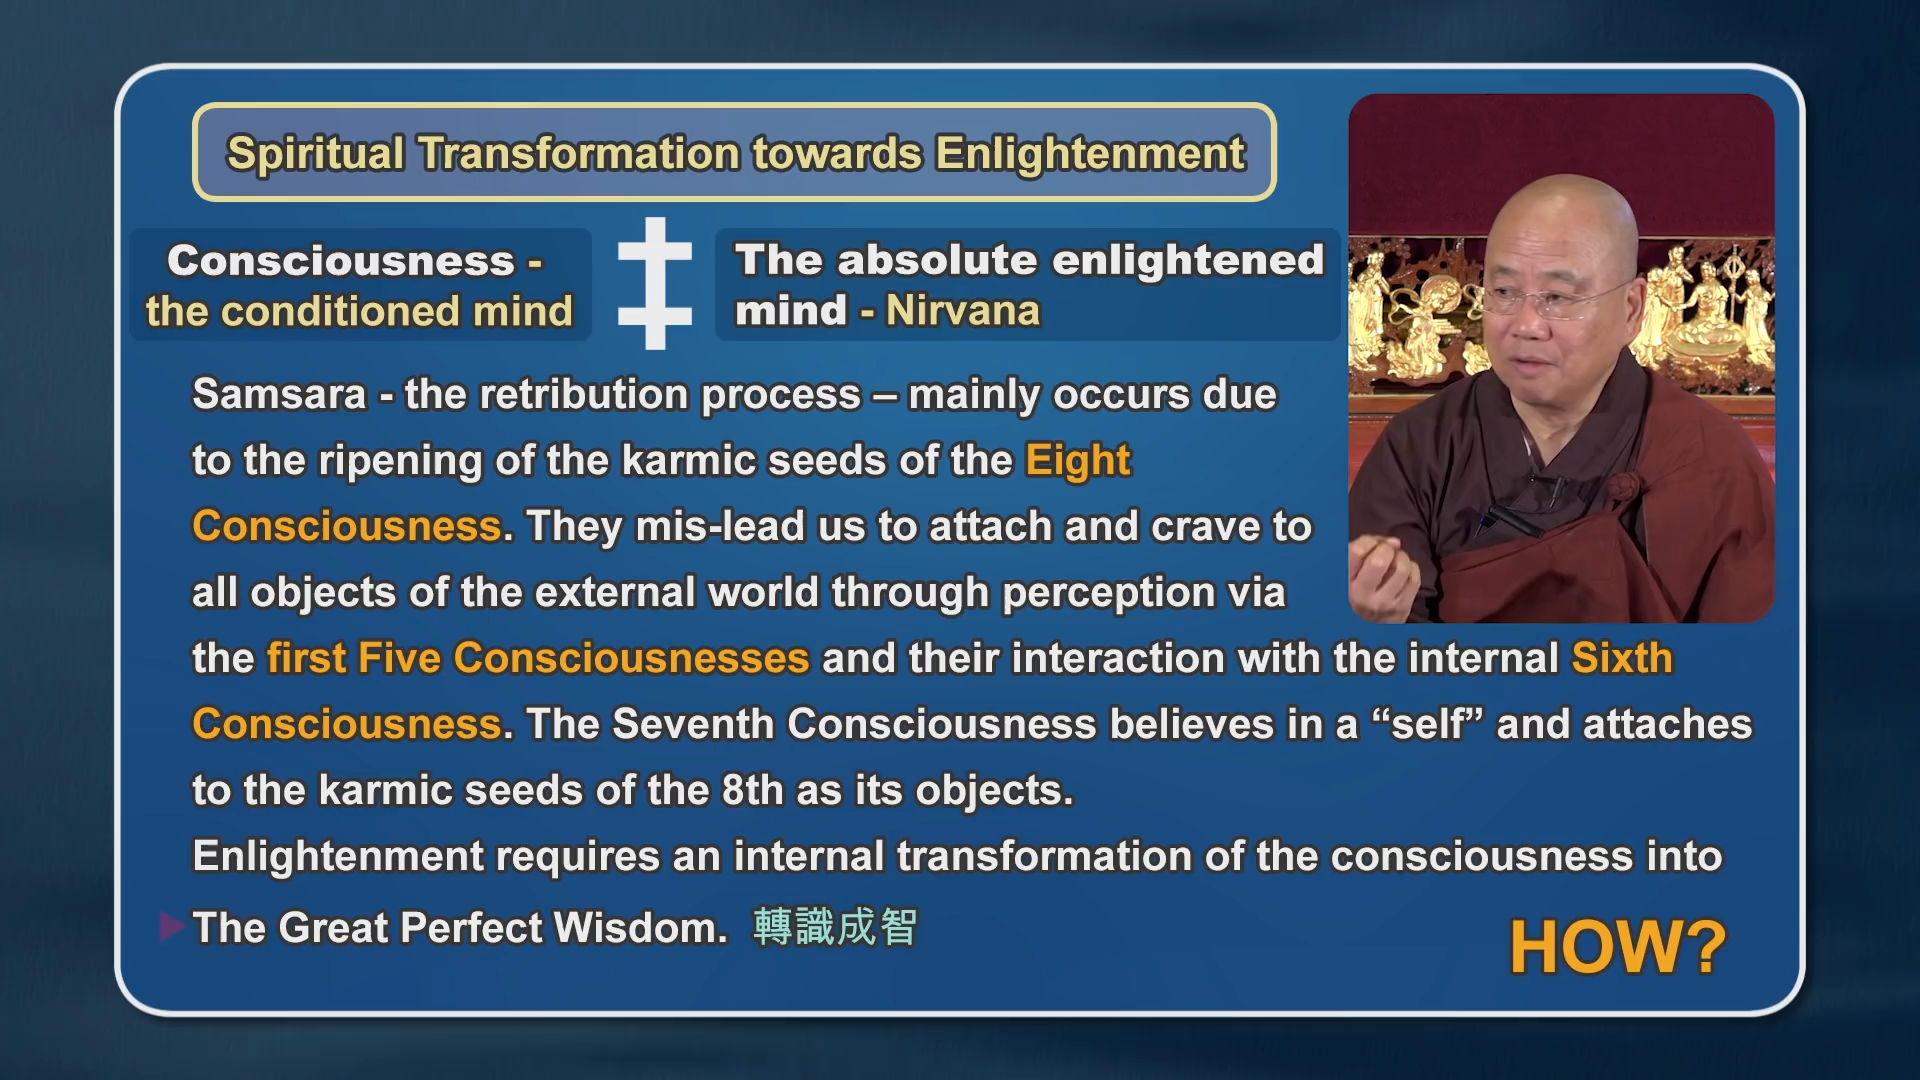 Spiritual Transformation towards Enlightenment
Consciousness -
the conditioned mind
‡
The absolute enlightened
mind - Nirvana
Samsara - the retribution process – mainly occurs due
to the ripening of the karmic seeds of the Eight
Consciousness. They mis-lead us to attach and crave to
all objects of the external world through perception via
the first Five Consciousnesses and their interaction with the internal Sixth
Consciousness. The Seventh Consciousness believes in a “self” and attaches
to the karmic seeds of the 8th as its objects.
Enlightenment requires an internal transformation of the consciousness into
The Great Perfect Wisdom. 轉識成智
HOW?